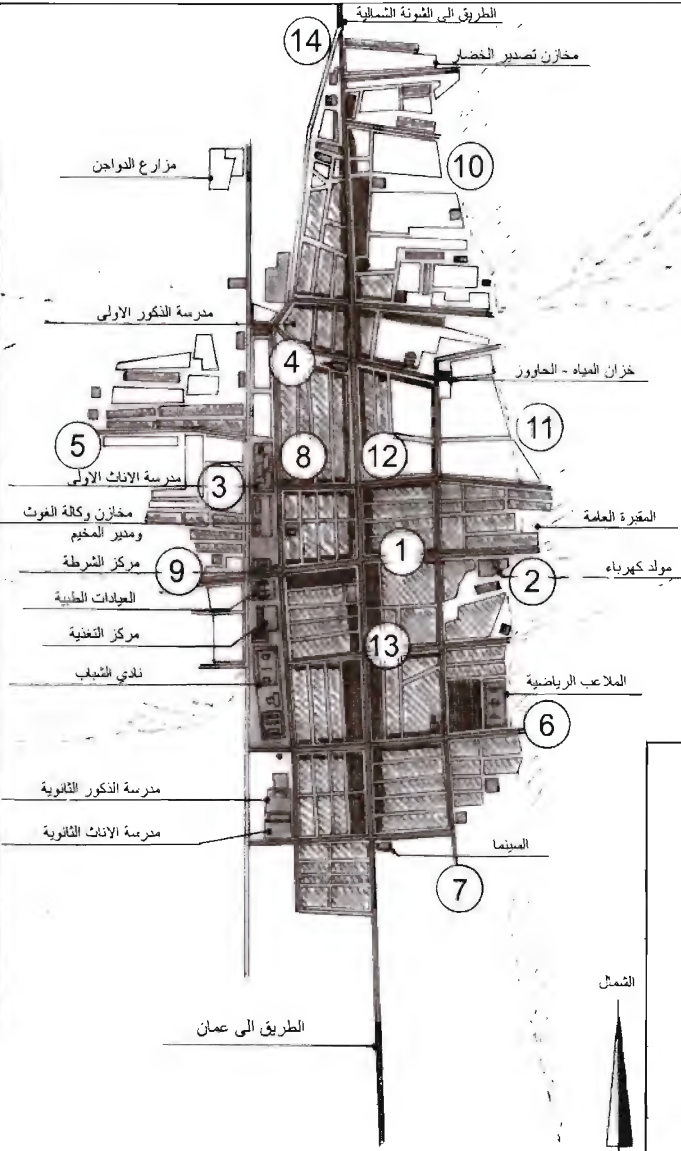 الطريق الى الشونة الشمالية
14
مخازن تصدير الخضار
10
مزارع الدواجن
مدرسة الذكور الاولى
4
خزان المياه - الحاووز
5
8
12
11
مدرسة الاناث الاولى
3
مخازن وكالة الغوث
ومدير المخيم
المقبرة العامة
1
مركز الشرطة
9
2
مولد كهرباء
العيادات الطبية
مركز التغذية
13
نادي الشباب
الملاعب الرياضية
6
مدرسة الذكور الثانوية
مدرسة الاناث الثانوية
السينما
7
الشمال
الطريق الى عمان